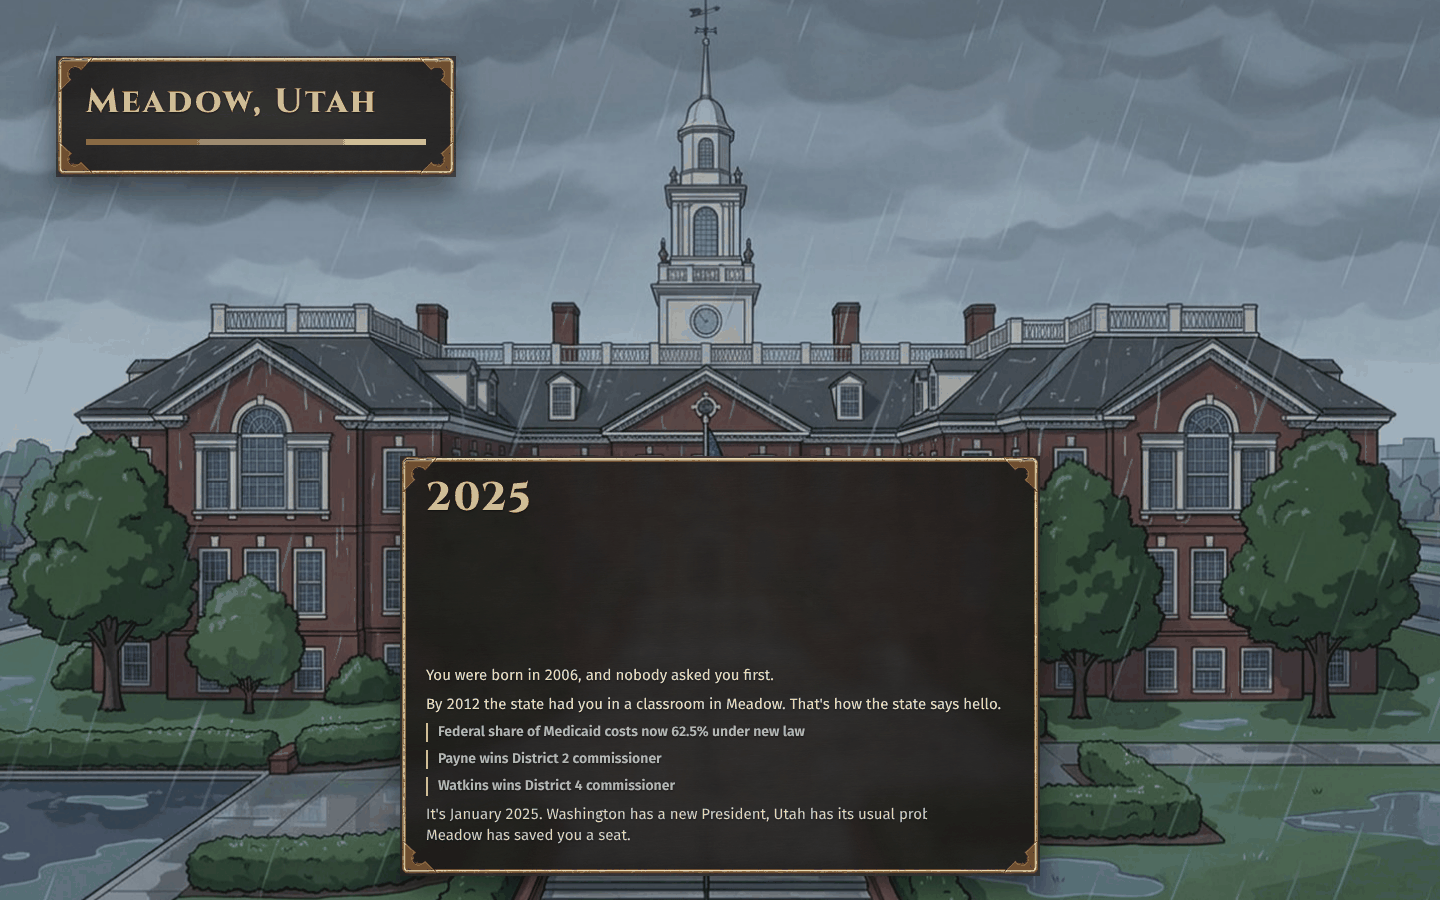 Meadow, Utah
2025
You were born in 2006, and nobody asked you first.
By 2012 the state had you in a classroom in Meadow. That's how the state says hello.
Federal share of Medicaid costs now 62.5% under new law
Payne wins District 2 commissioner
Watkins wins District 4 commissioner
It's January 2025. Washington has a new President, Utah has its usual prob
Meadow has saved you a seat.